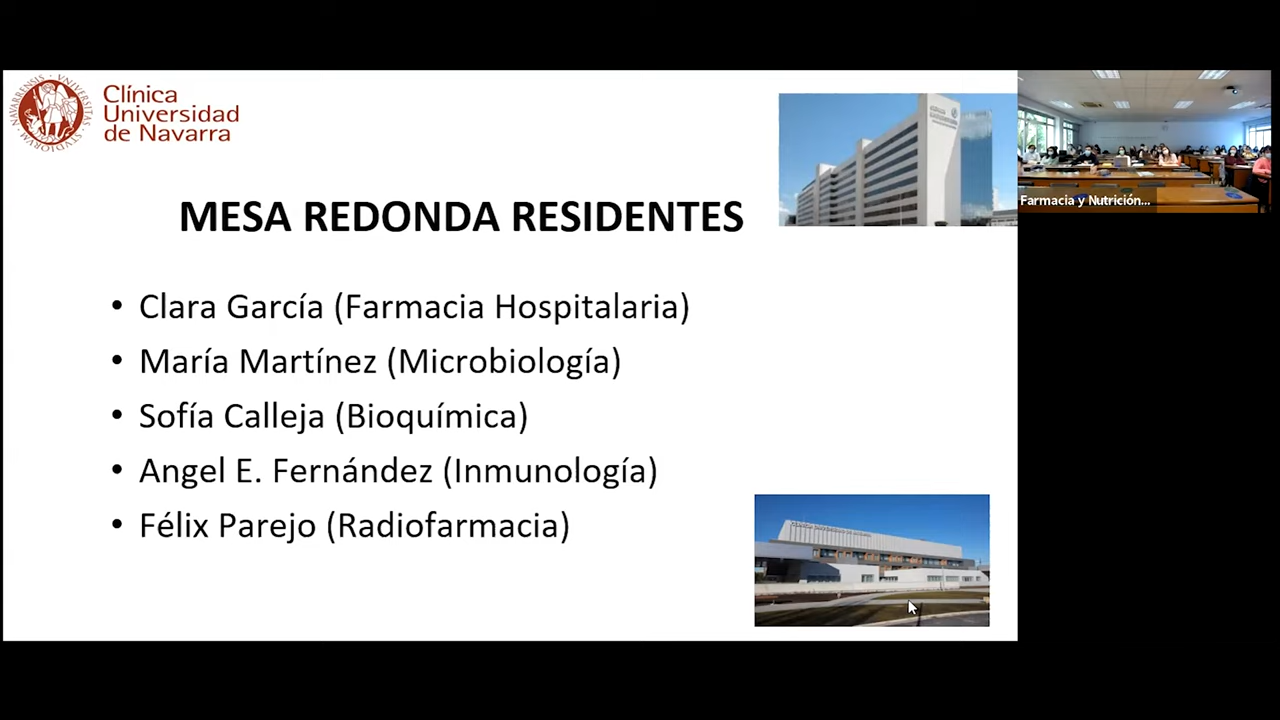 Clínica
Universidad
de Navarra
MESA REDONDA RESIDENTES
• Clara García (Farmacia Hospitalaria)
• María Martínez (Microbiología)
• Sofía Calleja (Bioquímica)
• Angel E. Fernández (Inmunología)
• Félix Parejo (Radiofarmacia)
Farmacia y Nutrición...